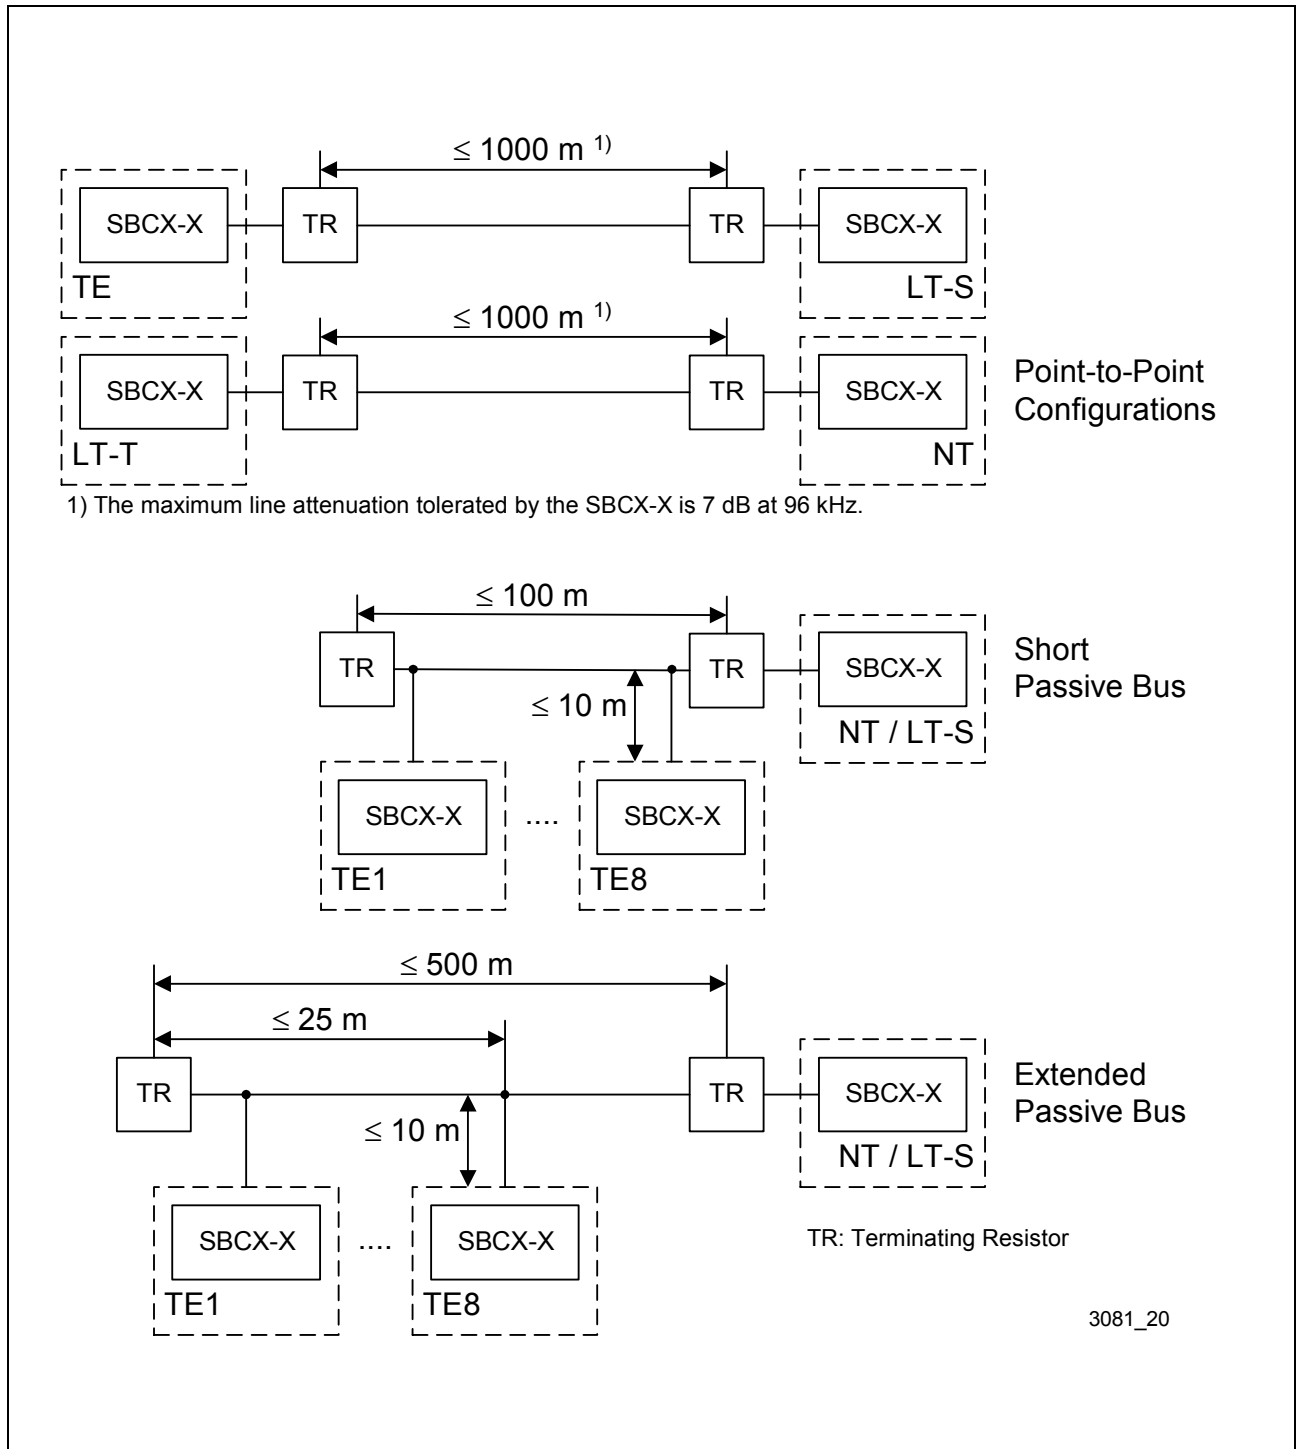 ≤ 1000 m 1)
SBCX-X TR TR SBCX-X
TE LT-S
≤ 1000 m 1)
SBCX-X TR TR SBCX-X
LT-T NT
Point-to-Point
Configurations
1) The maximum line attenuation tolerated by the SBCX-X is 7 dB at 96 kHz.
≤ 100 m
TR TR SBCX-X
≤ 10 m
NT / LT-S
Short
Passive Bus
SBCX-X .... SBCX-X
TE1 TE8
≤ 500 m
≤ 25 m
TR TR SBCX-X
≤ 10 m
NT / LT-S
Extended
Passive Bus
SBCX-X .... SBCX-X
TE1 TE8
TR: Terminating Resistor
3081_20